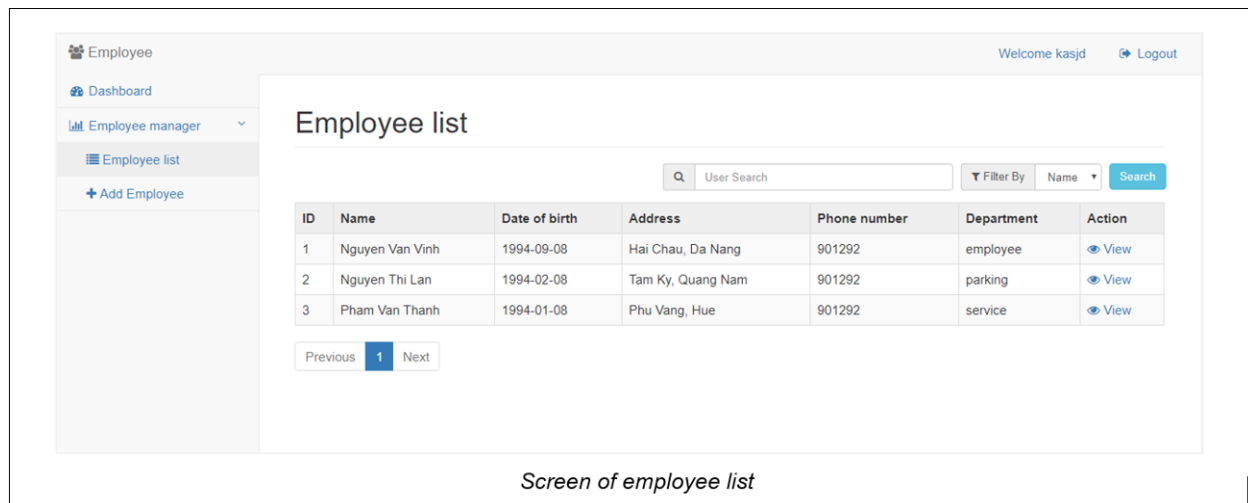 Employee Welcome kasjd Logout
Dashboard
Employee manager
Employee list
Add Employee
Employee list
User Search Filter By Name Search
ID Name Date of birth Address Phone number Department Action
1 Nguyen Van Vinh 1994-09-08 Hai Chau, Da Nang 901292 employee View
2 Nguyen Thi Lan 1994-02-08 Tam Ky, Quang Nam 901292 parking View
3 Pham Van Thanh 1994-01-08 Phu Vang, Hue 901292 service View
Previous 1 Next
Screen of employee list